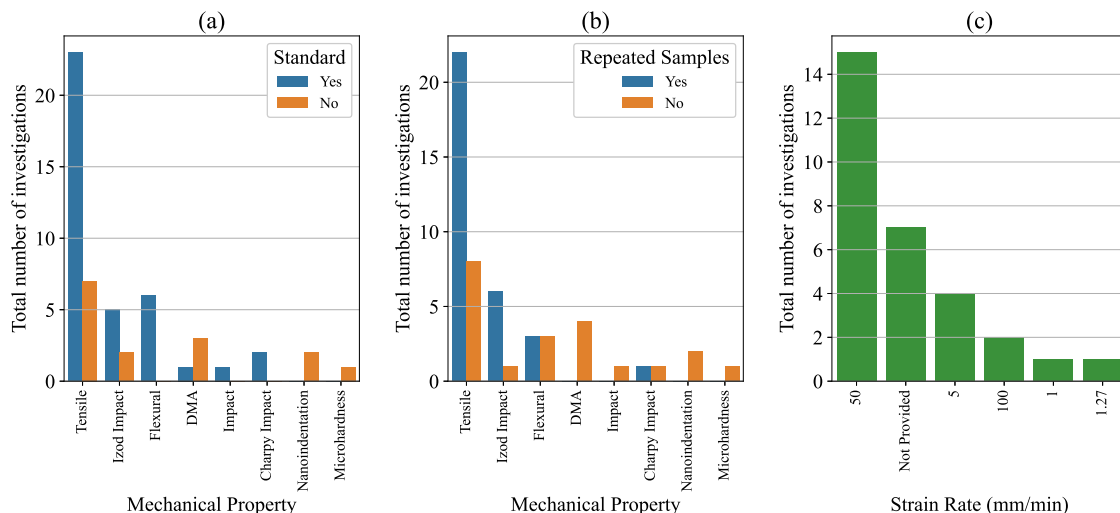 (a)
Total number of investigations
20
15
10
5
0
Standard
Yes
No
Tensile
Izod Impact
Flexural
DMA
Impact
Charpy Impact
Nanoindentation
Microhardness
Mechanical Property
(b)
Total number of investigations
20
15
10
5
0
Repeated Samples
Yes
No
Tensile
Izod Impact
Flexural
DMA
Impact
Charpy Impact
Nanoindentation
Microhardness
Mechanical Property
(c)
Total number of investigations
14
12
10
8
6
4
2
0
50
Not Provided
5
100
1
1.27
Strain Rate (mm/min)